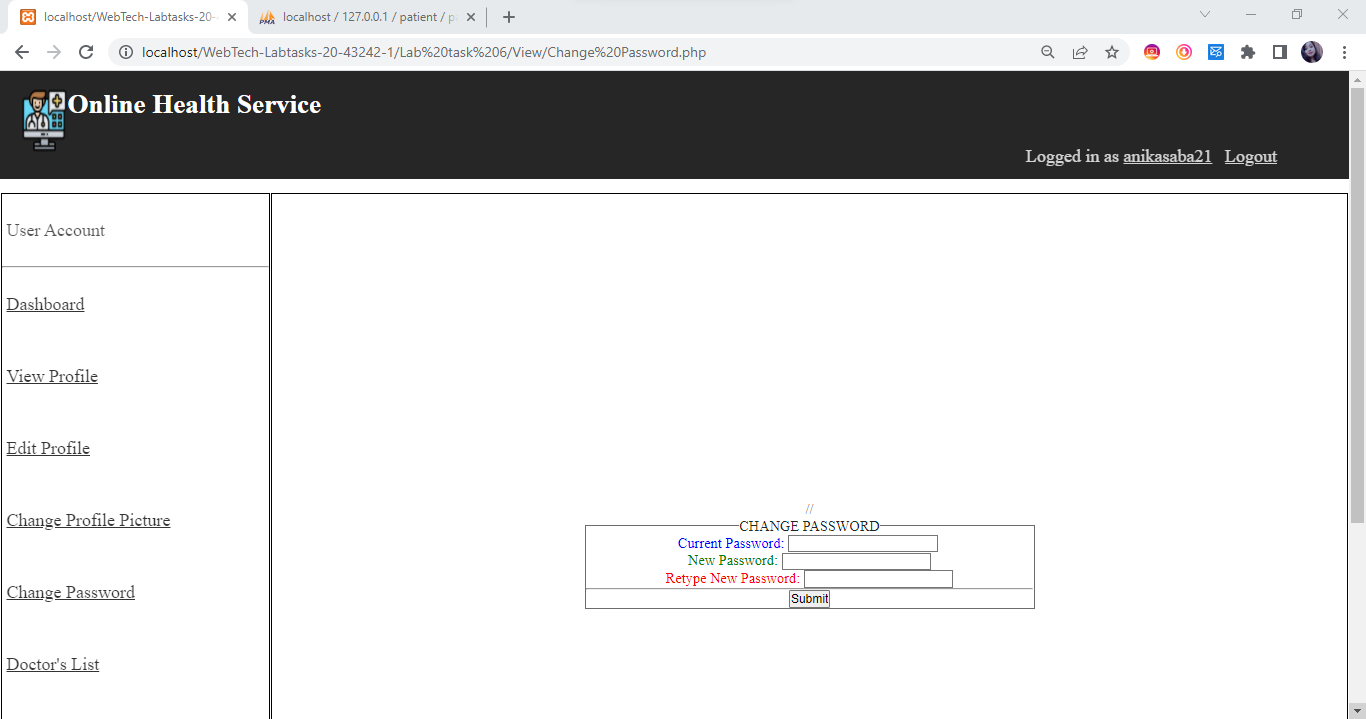 localhost/WebTech-Labtasks-20-
localhost / 127.0.0.1 / patient / p
localhost/WebTech-Labtasks-20-43242-1/Lab%20task%206/View/Change%20Password.php
Online Health Service
Logged in as anikasaba21 Logout
User Account
Dashboard
View Profile
Edit Profile
Change Profile Picture
Change Password
Doctor's List
//
CHANGE PASSWORD
Current Password:
New Password:
Retype New Password:
Submit